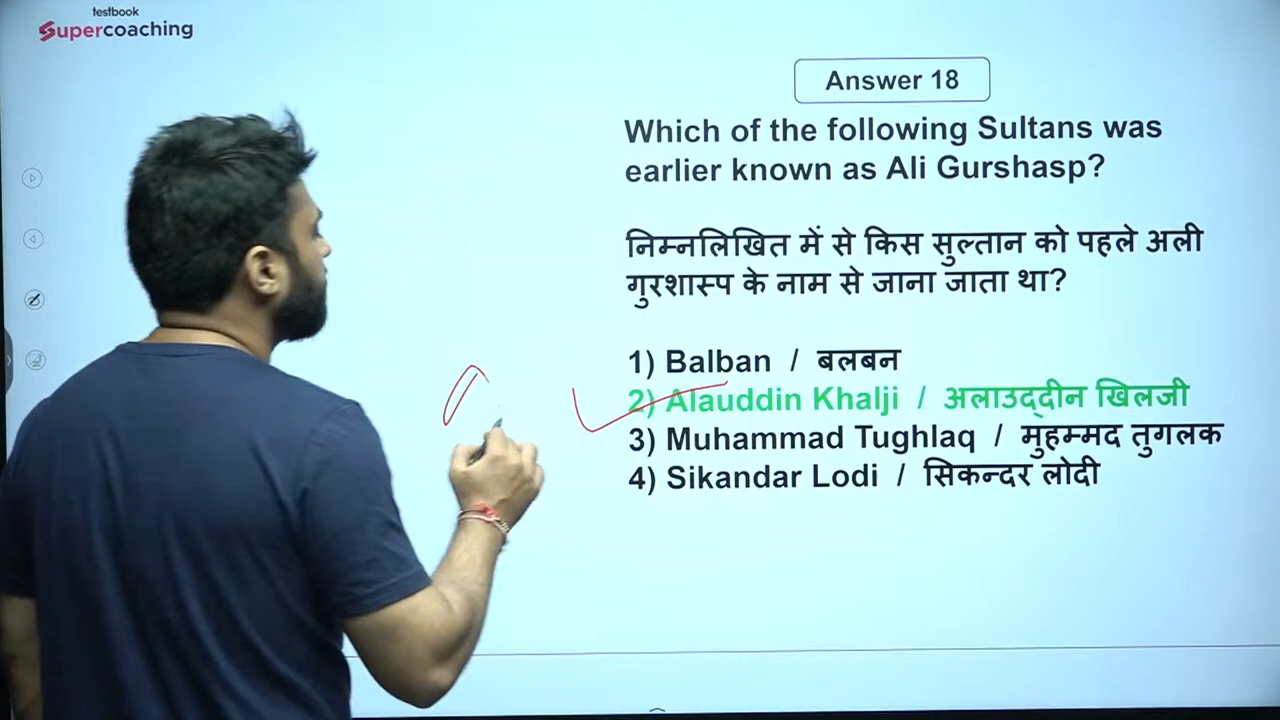 testbook
Supercoaching
Answer 18
Which of the following Sultans was
earlier known as Ali Gurshasp?
निम्नलिखित में से किस सुल्तान को पहले अली
गुरशास्प के नाम से जाना जाता था?
1) Balban / बलबन
2) Alauddin Khalji / अलाउद्दीन खिलजी
3) Muhammad Tughlaq / मुहम्मद तुगलक
4) Sikandar Lodi / सिकन्दर लोदी